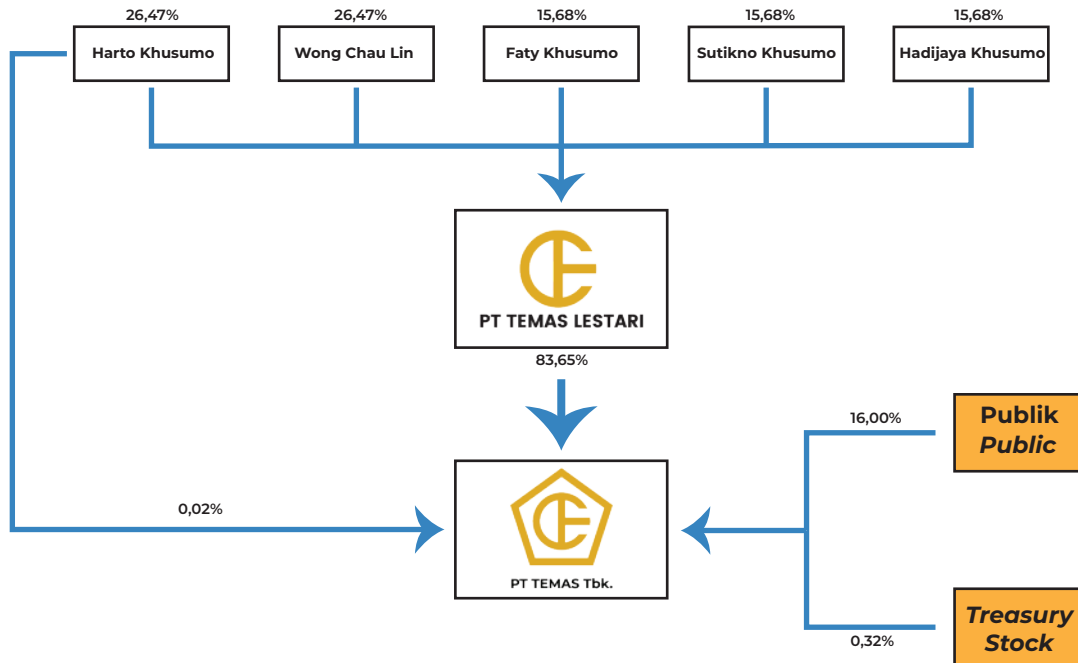 26,47%
26,47%
15,68%
15,68%
15,68%
Harto Khusumo
Wong Chau Lin
Faty Khusumo
Sutikno Khusumo
Hadijaya Khusumo
PT TEMAS LESTARI
83,65%
16,00%
Publik
Public
0,02%
PT TEMAS Tbk.
Treasury
Stock
0,32%